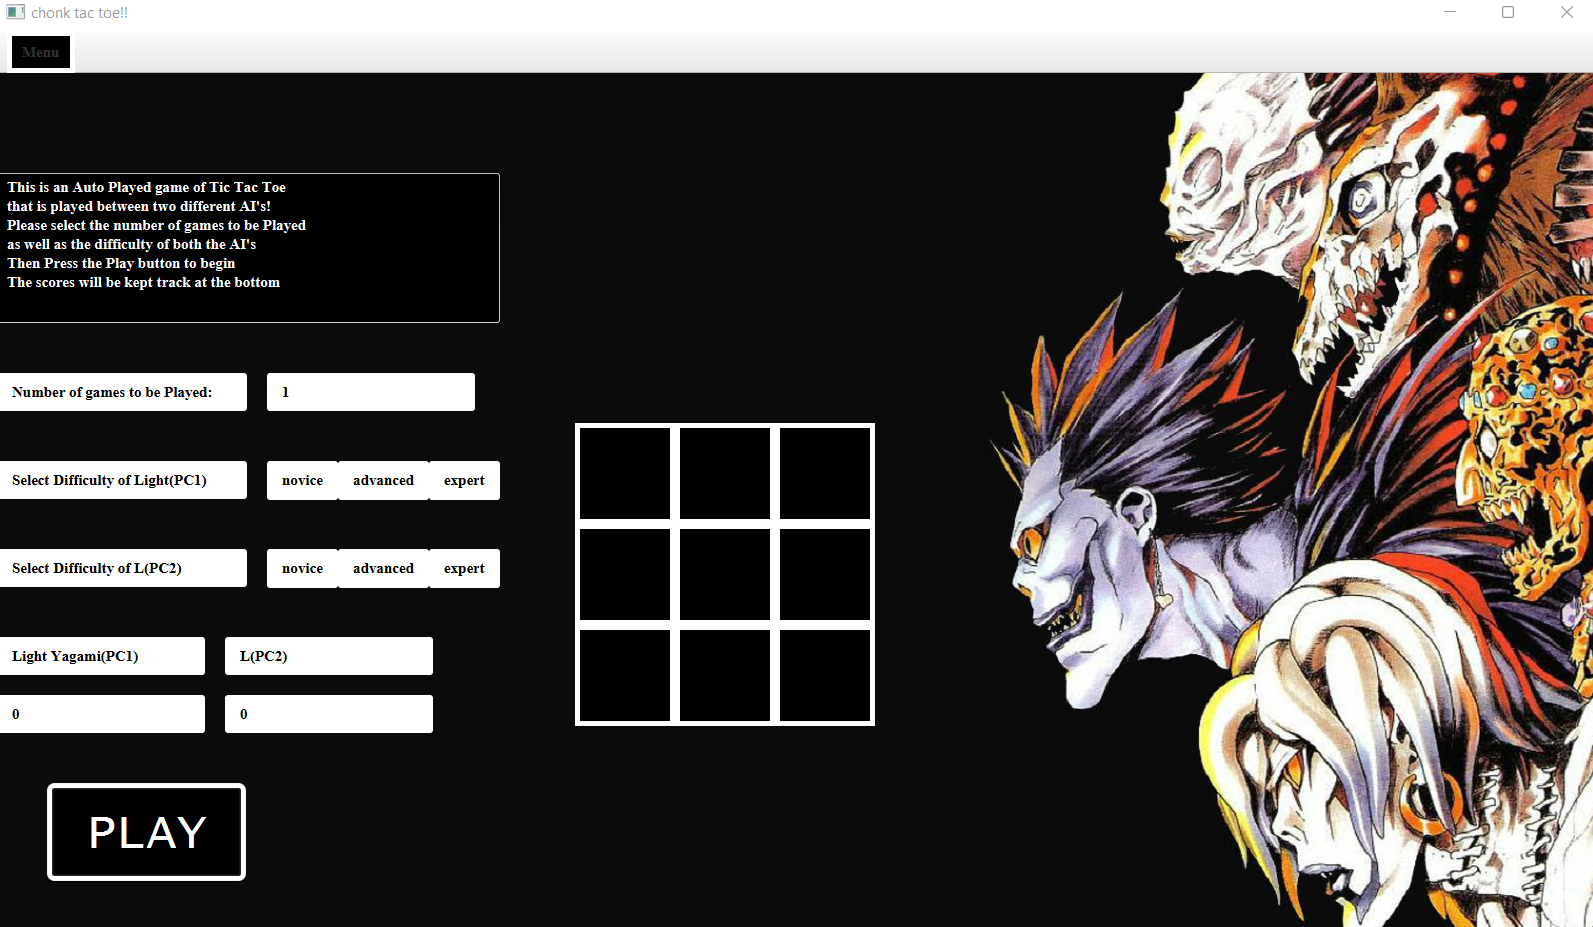 chonk tac toe!!
Menu
This is an Auto Played game of Tic Tac Toe
that is played between two different AI's!
Please select the number of games to be Played
as well as the difficulty of both the AI's
Then Press the Play button to begin
The scores will be kept track at the bottom
Number of games to be Played: 1
Select Difficulty of Light(PC1) novice advanced expert
Select Difficulty of L(PC2) novice advanced expert
Light Yagami(PC1) L(PC2)
0 0
PLAY